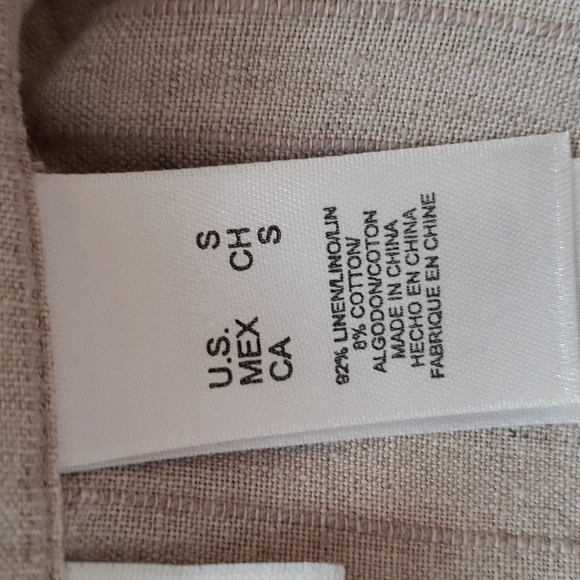 U.S. S
MEX CH
CA S
92% LINEN/LINO/LIN
8% COTTON/
ALGODON/COTON
MADE IN CHINA
HECHO EN CHINA
FABRIQUE EN CHINE